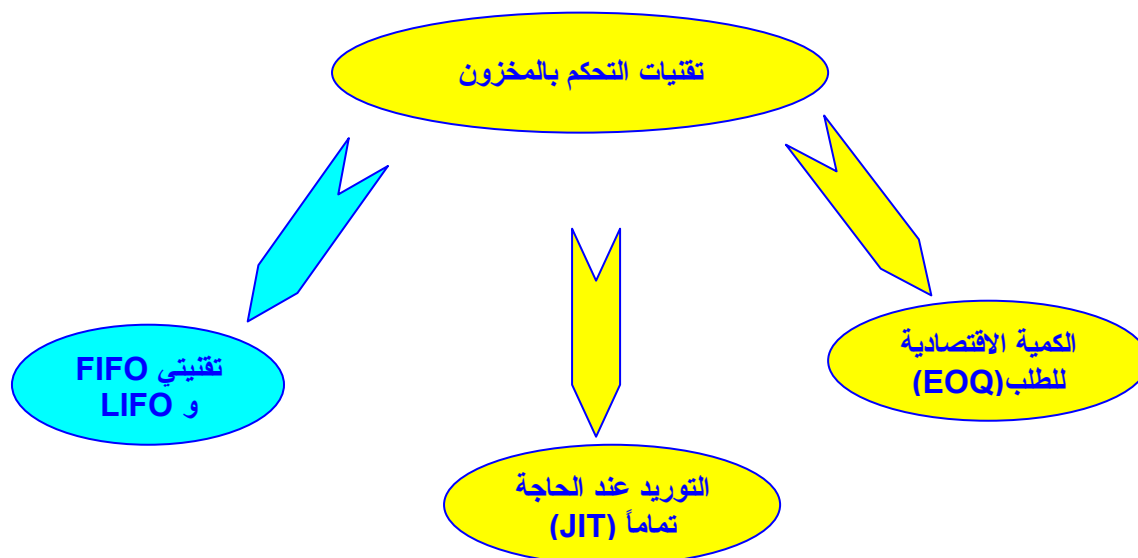 تقنيات التحكم بالمخزون
الكمية الاقتصادية
للطلب(EOQ)
التوريد عند الحاجة
تماماً (JIT)
تقنيتي FIFO
و LIFO